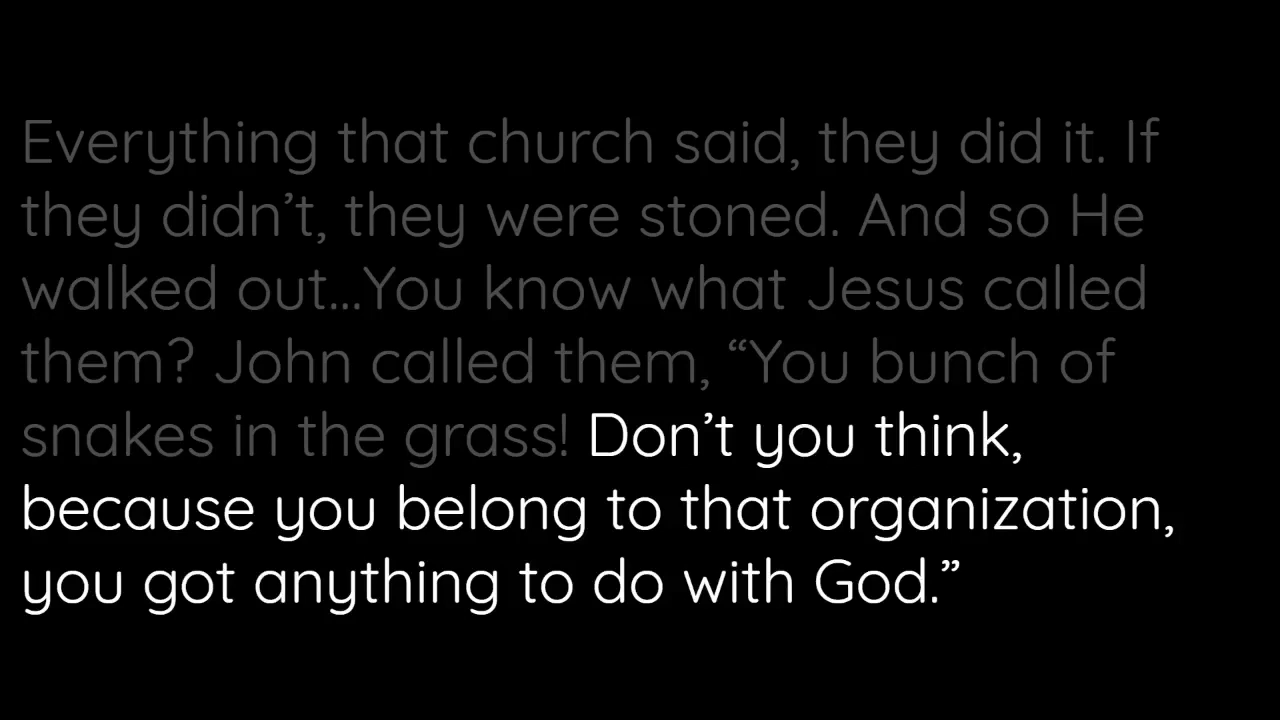 Everything that church said, they did it. If
they didn’t, they were stoned. And so He
walked out...You know what Jesus called
them? John called them, “You bunch of
snakes in the grass! Don’t you think,
because you belong to that organization,
you got anything to do with God.”